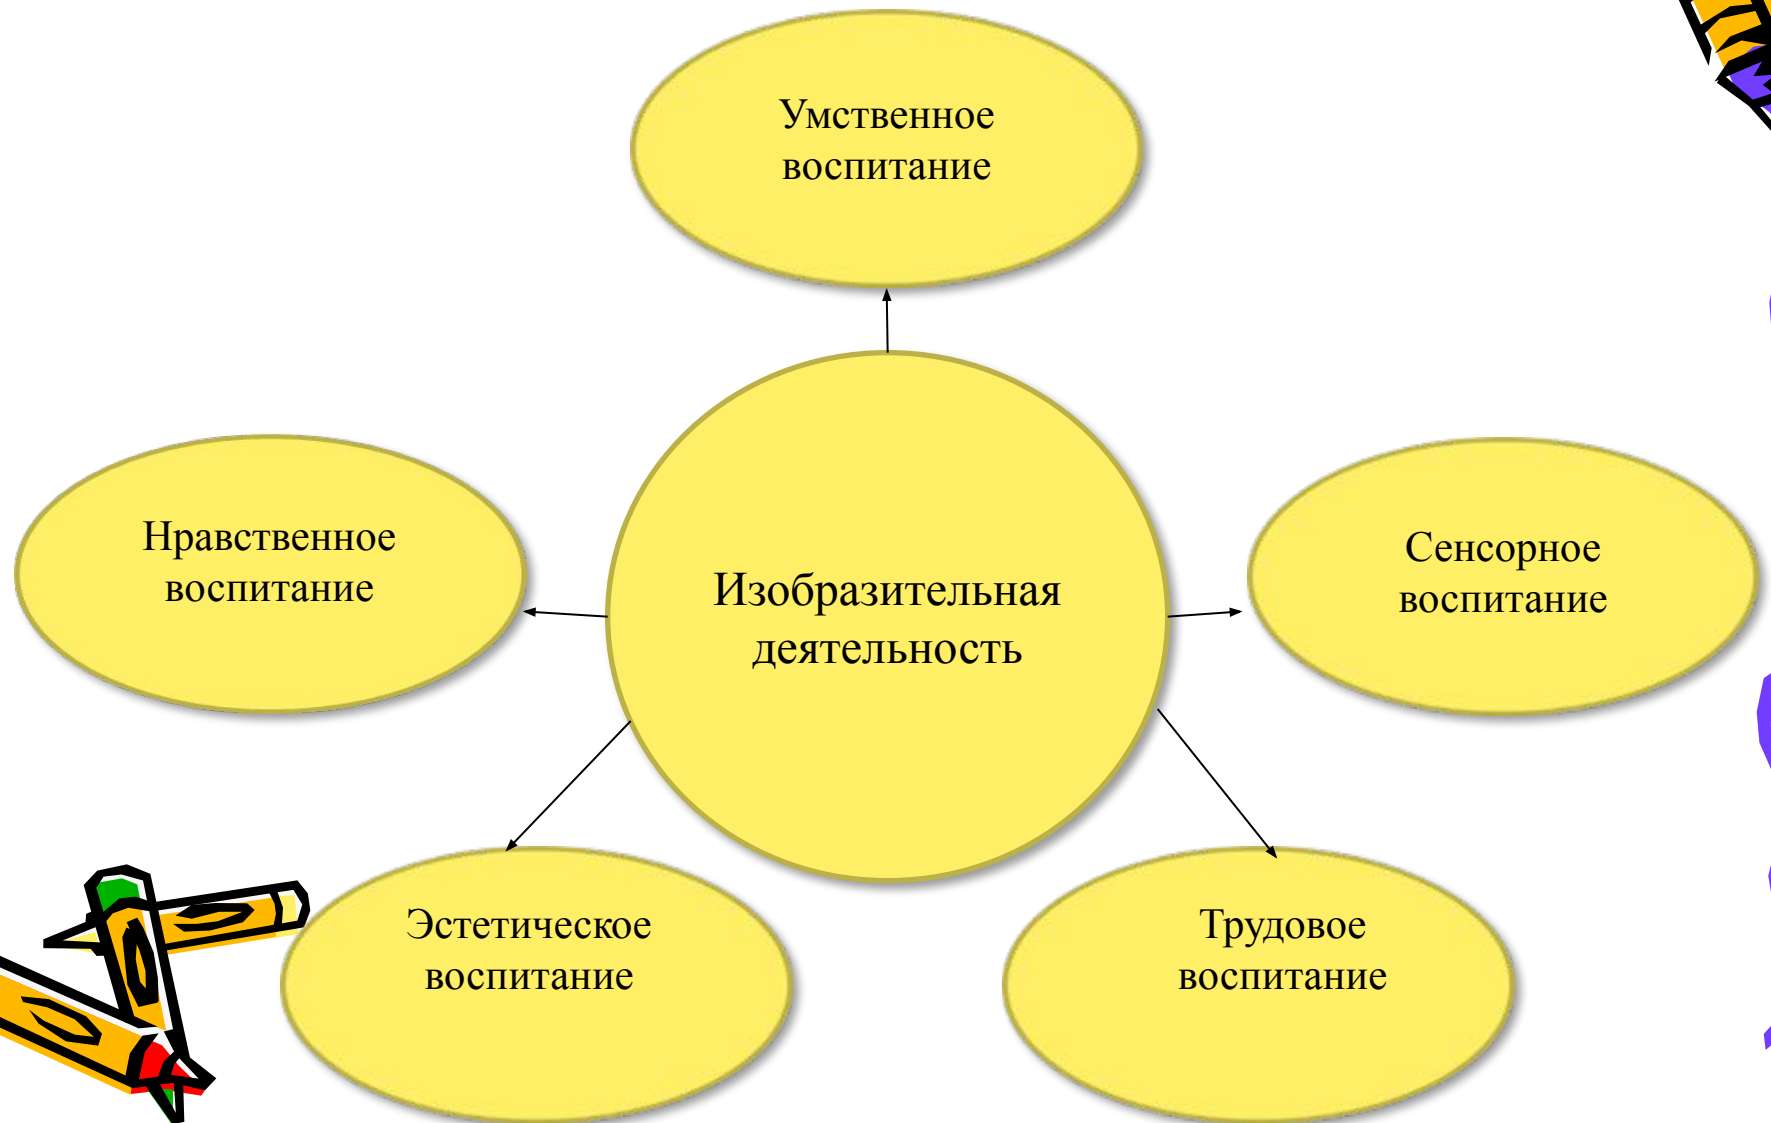 Умственное
воспитание
Нравственное
воспитание
Сенсорное
воспитание
Изобразительная
деятельность
Эстетическое
воспитание
Трудовое
воспитание